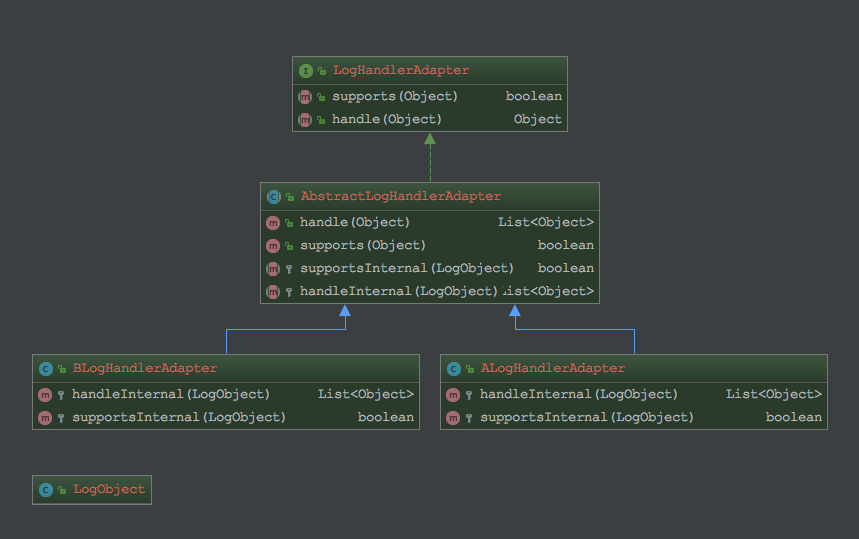 I LogHandlerAdapter
m supports(Object) boolean
m handle(Object) Object
C AbstractLogHandlerAdapter
m handle(Object) List<Object>
m supports(Object) boolean
m supportsInternal(LogObject) boolean
m handleInternal(LogObject) List<Object>
C BLogHandlerAdapter
m handleInternal(LogObject) List<Object>
m supportsInternal(LogObject) boolean
C ALogHandlerAdapter
m handleInternal(LogObject) List<Object>
m supportsInternal(LogObject) boolean
C LogObject